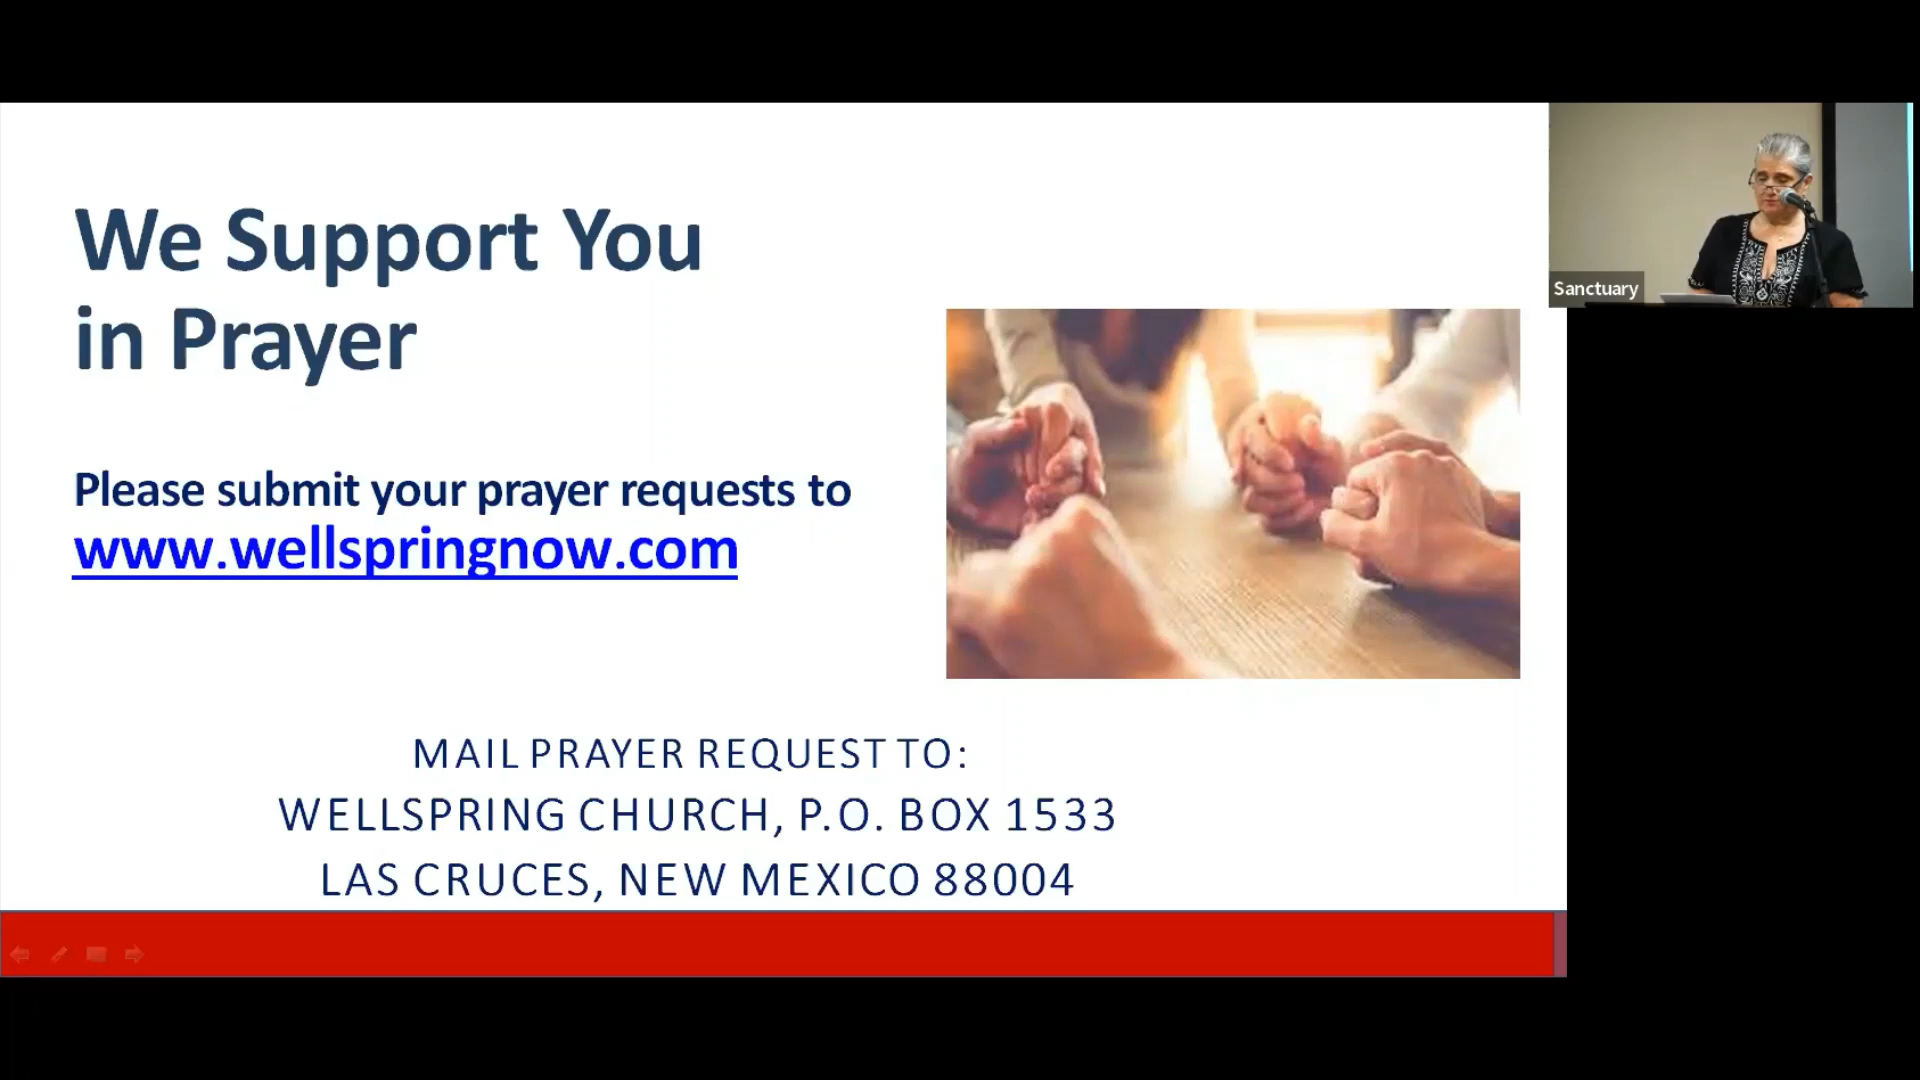 We Support You
in Prayer
Please submit your prayer requests to
www.wellspringnow.com
MAIL PRAYER REQUEST TO:
WELLSPRING CHURCH, P.O. BOX 1533
LAS CRUCES, NEW MEXICO 88004
Sanctuary